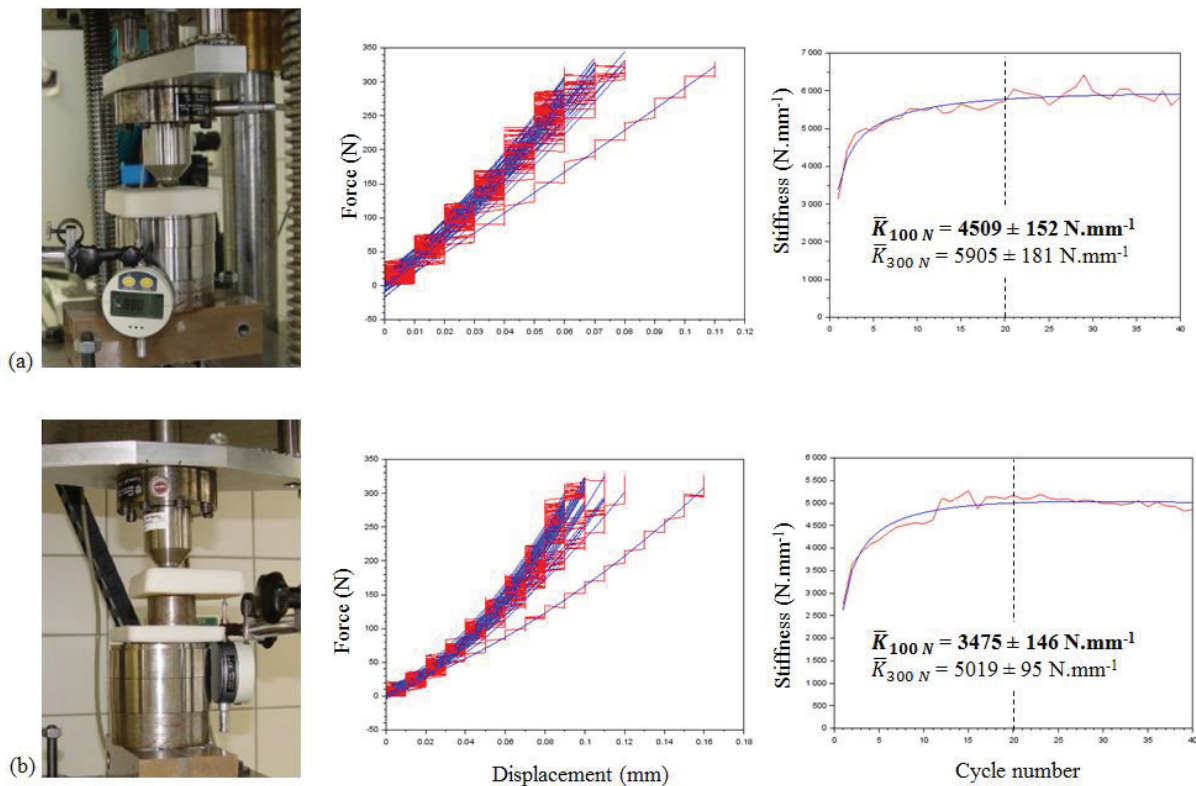 350
300
250
200
150
100
50
0
-50
Force (N)
0 0.01 0.02 0.03 0.04 0.05 0.06 0.07 0.08 0.09 0.1 0.11 0.12
7 000
6 000
5 000
4 000
3 000
2 000
1 000
0
Stiffness (N.mm-1)
K̅100 N = 4509 ± 152 N.mm-1
K̅300 N = 5905 ± 181 N.mm-1
0 5 10 15 20 25 30 35 40
(a)
350
300
250
200
150
100
50
0
-50
Force (N)
0 0.02 0.04 0.06 0.08 0.1 0.12 0.14 0.16 0.18
Displacement (mm)
6 000
5 500
5 000
4 500
4 000
3 500
3 000
2 500
2 000
1 500
1 000
500
0
Stiffness (N.mm-1)
K̅100 N = 3475 ± 146 N.mm-1
K̅300 N = 5019 ± 95 N.mm-1
0 5 10 15 20 25 30 35 40
Cycle number
(b)